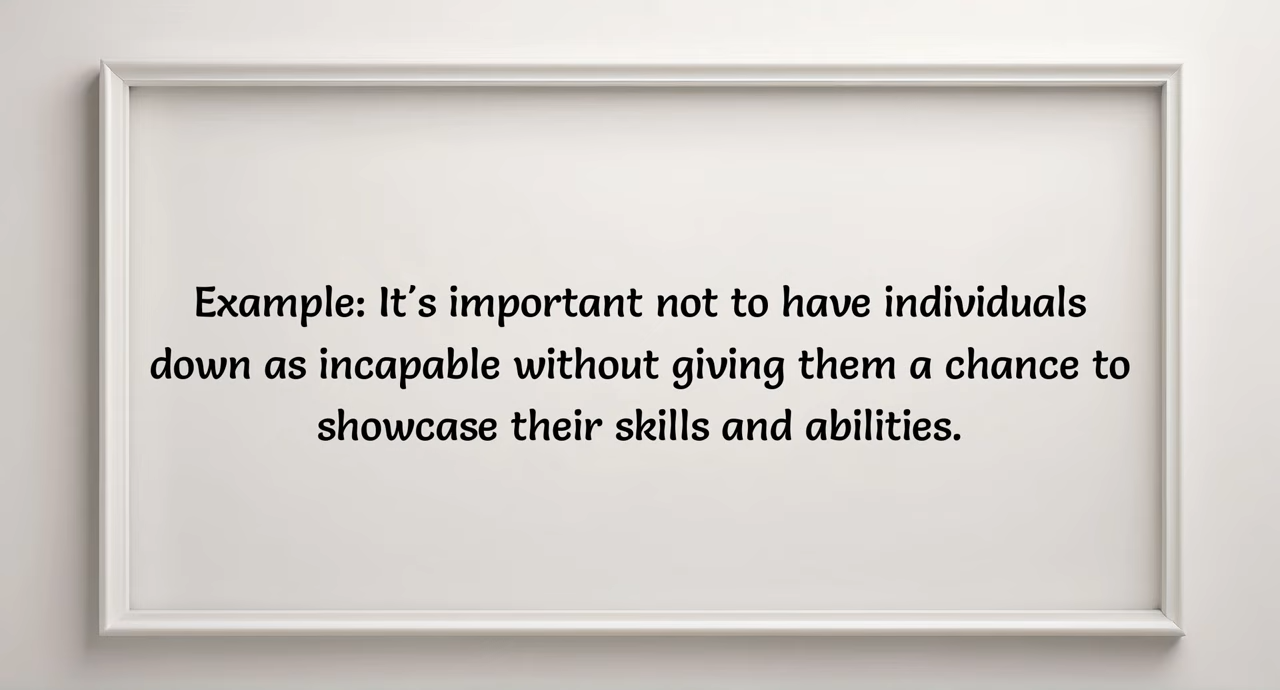 Example: It's important not to have individuals
down as incapable without giving them a chance to
showcase their skills and abilities.